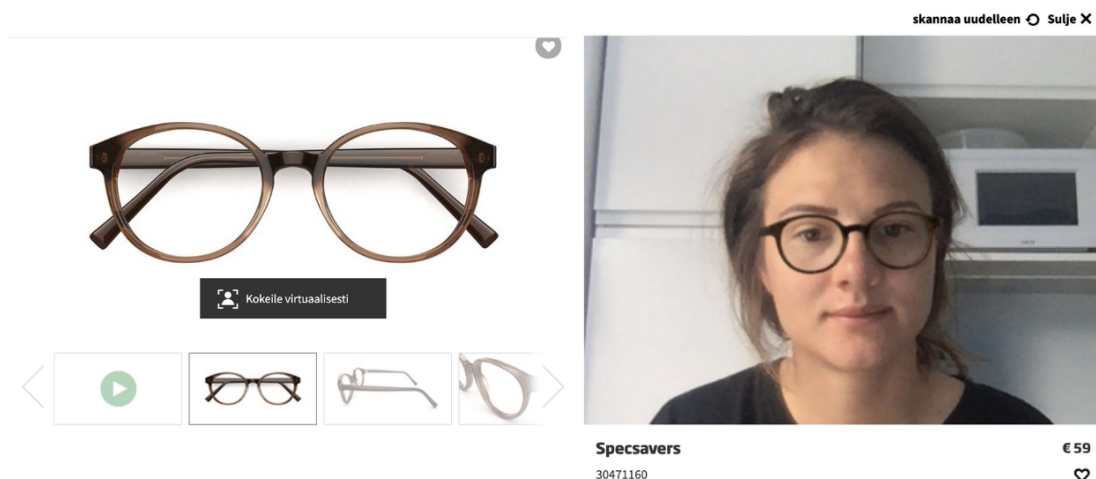 skannaa uudelleen
Sulje
Kokeile virtuaalisesti
Specsavers
€ 59
30471160